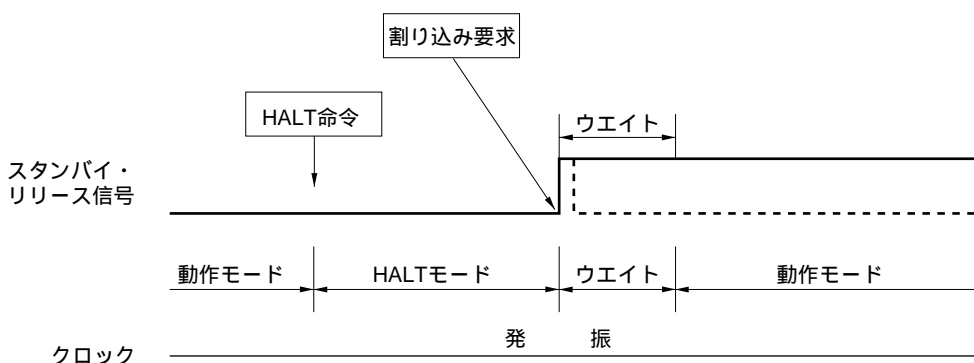 割り込み要求
HALT命令
ウエイト
スタンバイ・
リリース信号
動作モード
HALTモード
ウエイト
動作モード
発 振
クロック